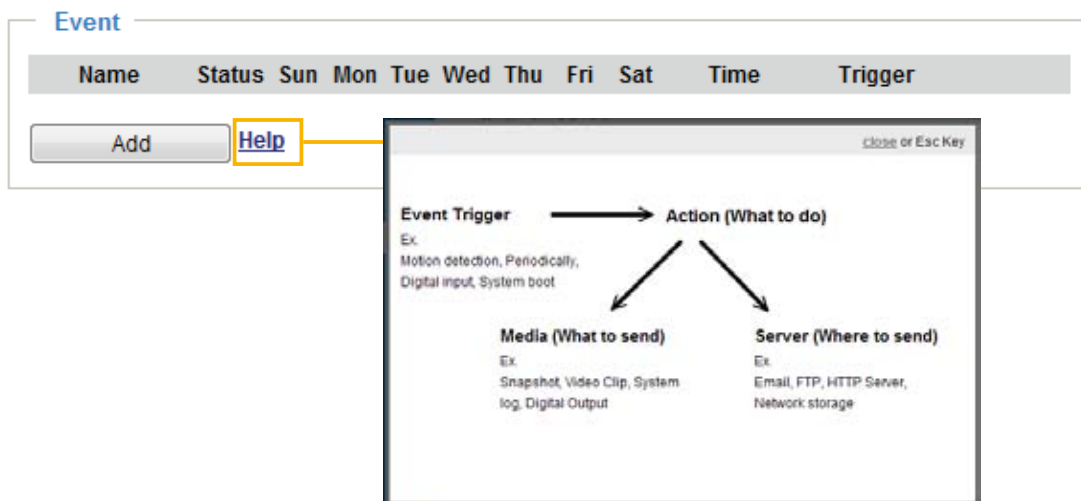 Event
Name Status Sun Mon Tue Wed Thu Fri Sat Time Trigger
Add Help
close or Esc Key
Event Trigger
Ex.
Motion detection, Periodically,
Digital input, System boot
Action (What to do)
Media (What to send)
Ex.
Snapshot, Video Clip, System
log, Digital Output
Server (Where to send)
Ex.
Email, FTP, HTTP Server,
Network storage